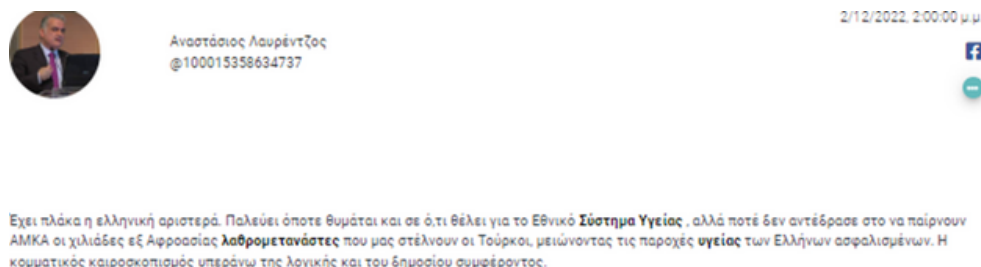 2/12/2022, 2:00:00 μ.μ
Αναστάσιος Λαυρέντζος
@100015358634737
Έχει πλάκα η ελληνική αριστερά. Παλεύει όποτε θυμάται και σε ό,τι θέλει για το Εθνικό Σύστημα Υγείας , αλλά ποτέ δεν αντέδρασε στο να παίρνουν
ΑΜΚΑ οι χιλιάδες εξ Αφροασίας λαθρομετανάστες που μας στέλνουν οι Τούρκοι, μειώνοντας τις παροχές υγείας των Ελλήνων ασφαλισμένων. Η
κομματικός καιροσκοπισμός υπεράνω της λογικής και του δημοσίου συμφέροντος.